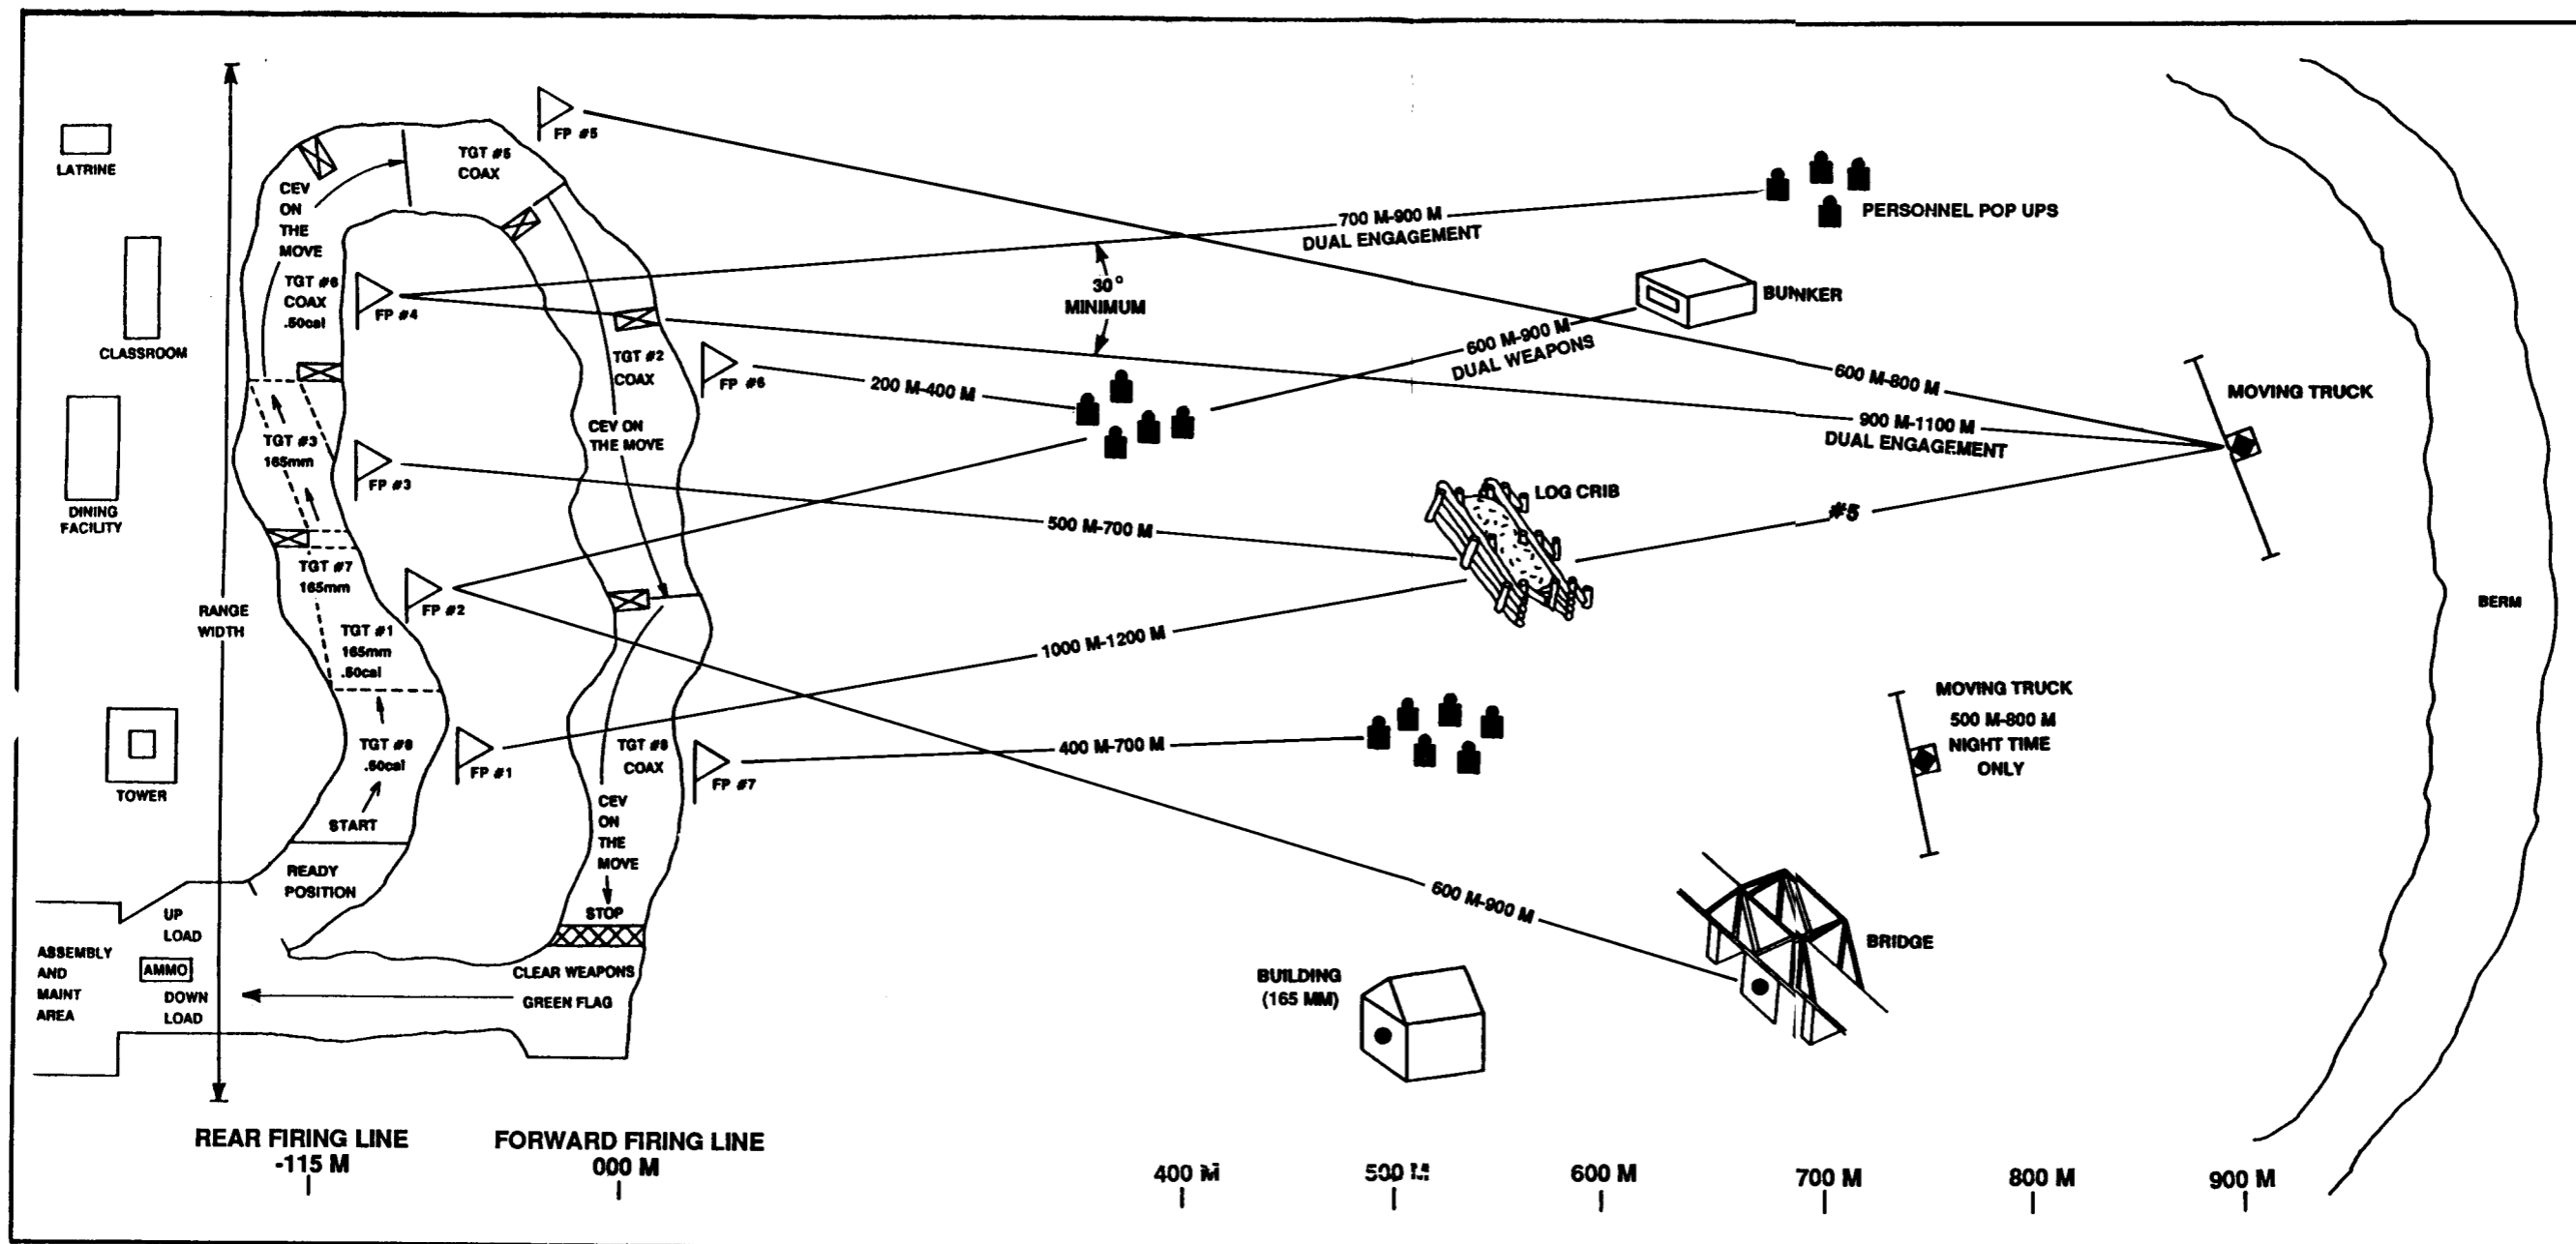 LATRINE
CLASSROOM
DINING
FACILITY
TOWER
RANGE
WIDTH
ASSEMBLY
AND
MAINT
AREA
UP
LOAD
AMMO
DOWN
LOAD
READY
POSITION
START
TGT #8
.50cal
TGT #1
165mm
.50cal
TGT #7
165mm
TGT #3
165mm
TGT #6
COAX
.50cal
CEV
ON
THE
MOVE
TGT #5
COAX
TGT #2
COAX
CEV ON
THE MOVE
TGT #8
COAX
CEV
ON
THE
MOVE
STOP
CLEAR WEAPONS
GREEN FLAG
FP #5
FP #4
FP #6
FP #3
FP #2
FP #1
FP #7
700 M-900 M
DUAL ENGAGEMENT
30°
MINIMUM
200 M-400 M
600 M-900 M
DUAL WEAPONS
600 M-800 M
900 M-1100 M
DUAL ENGAGEMENT
500 M-700 M
#5
1000 M-1200 M
400 M-700 M
600 M-900 M
PERSONNEL POP UPS
BUNKER
MOVING TRUCK
LOG CRIB
BERM
MOVING TRUCK
500 M-800 M
NIGHT TIME
ONLY
BRIDGE
BUILDING
(165 MM)
REAR FIRING LINE
-115 M
FORWARD FIRING LINE
000 M
400 M
500 M
600 M
700 M
800 M
900 M